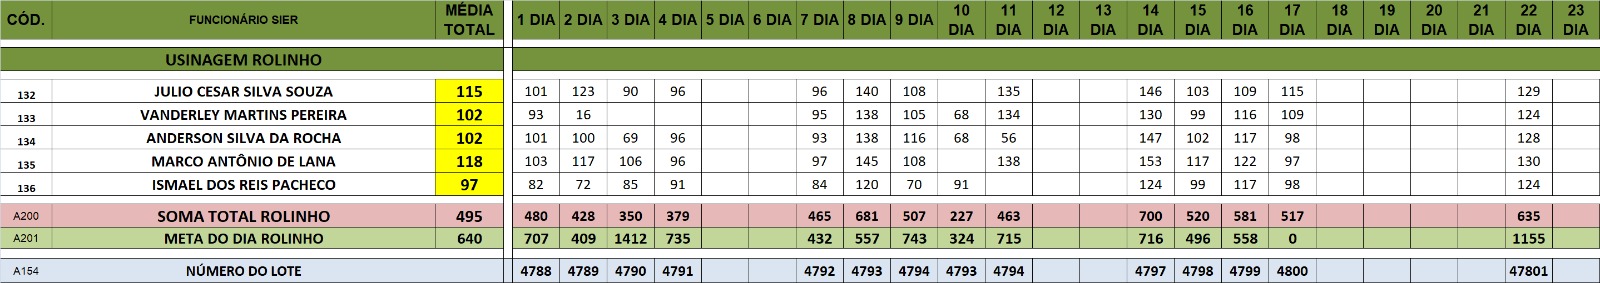 CÓD. FUNCIONÁRIO SIER MÉDIA TOTAL 1 DIA 2 DIA 3 DIA 4 DIA 5 DIA 6 DIA 7 DIA 8 DIA 9 DIA 10 DIA 11 DIA 12 DIA 13 DIA 14 DIA 15 DIA 16 DIA 17 DIA 18 DIA 19 DIA 20 DIA 21 DIA 22 DIA 23 DIA
USINAGEM ROLINHO
132 JULIO CESAR SILVA SOUZA 115 101 123 90 96 96 140 108 135 146 103 109 115 129
133 VANDERLEY MARTINS PEREIRA 102 93 16 95 138 105 68 134 130 99 116 109 124
134 ANDERSON SILVA DA ROCHA 102 101 100 69 96 93 138 116 68 56 147 102 117 98 128
135 MARCO ANTÔNIO DE LANA 118 103 117 106 96 97 145 108 138 153 117 122 97 130
136 ISMAEL DOS REIS PACHECO 97 82 72 85 91 84 120 70 91 124 99 117 98 124
A200 SOMA TOTAL ROLINHO 495 480 428 350 379 465 681 507 227 463 700 520 581 517 635
A201 META DO DIA ROLINHO 640 707 409 1412 735 432 557 743 324 715 716 496 558 0 1155
A154 NÚMERO DO LOTE 4788 4789 4790 4791 4792 4793 4794 4793 4794 4797 4798 4799 4800 47801